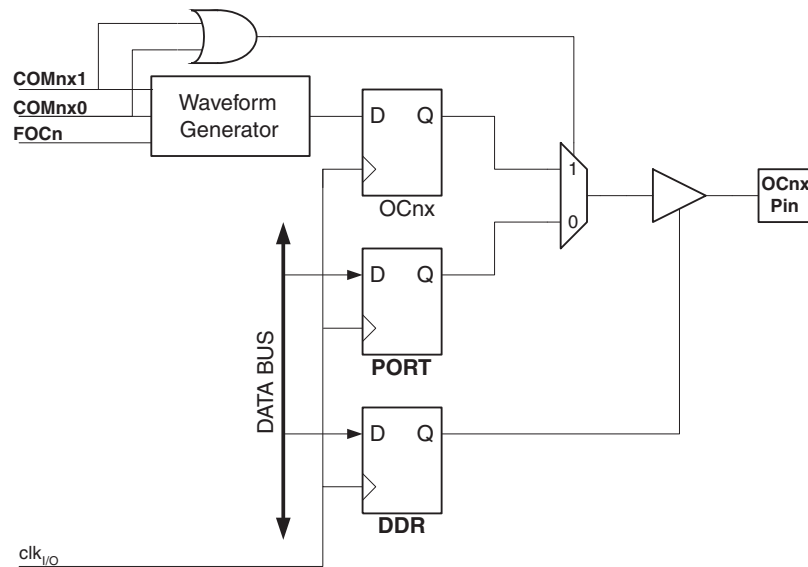 COMnx1
COMnx0
FOCn
Waveform
Generator
D Q
OCnx
1
0
OCnx
Pin
D Q
PORT
DATA BUS
D Q
DDR
clkI/O